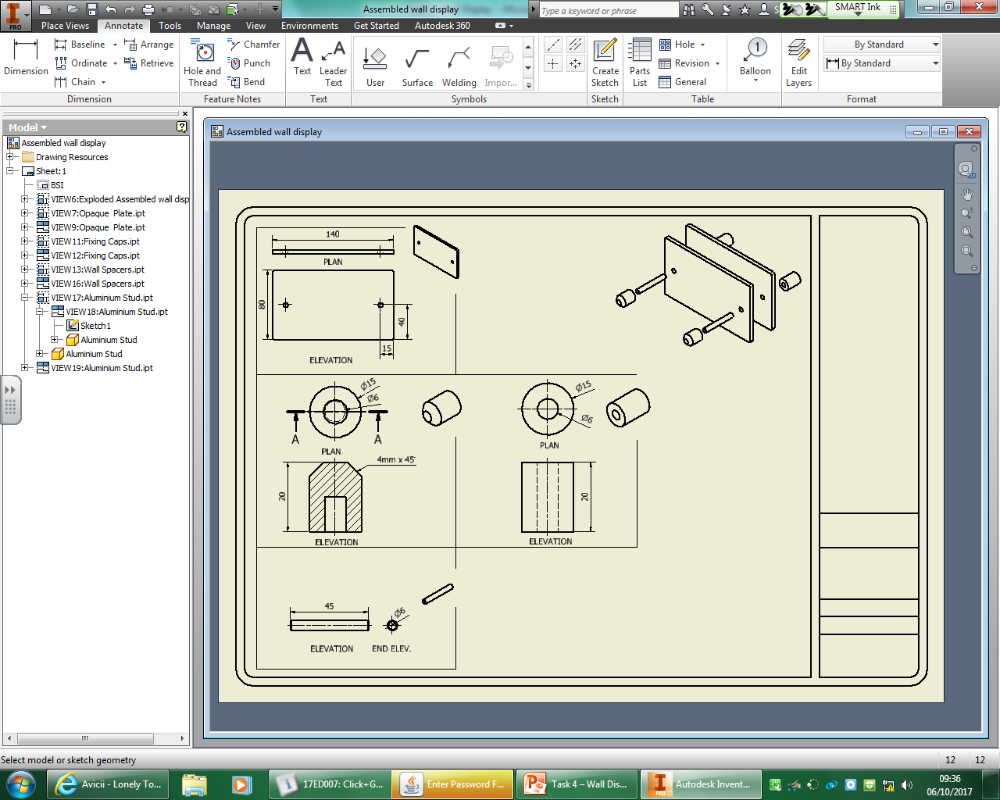 PRO
Assembled wall display
Type a keyword or phrase
SMART Ink
Place Views
Annotate
Tools
Manage
View
Environments
Get Started
Autodesk 360
Dimension
Baseline
Ordinate
Chain
Arrange
Retrieve
Dimension
Hole and
Thread
Chamfer
Punch
Bend
Feature Notes
A
Text
A
Leader
Text
Text
User
Surface
Welding
Impor...
Symbols
Create
Sketch
Sketch
Parts
List
Hole
Revision
General
Table
1
Balloon
Edit
Layers
By Standard
By Standard
Format
Model
Assembled wall display
Drawing Resources
Sheet:1
BSI
VIEW6:Exploded Assembled wall disp
VIEW7:Opaque Plate.ipt
VIEW9:Opaque Plate.ipt
VIEW11:Fixing Caps.ipt
VIEW12:Fixing Caps.ipt
VIEW13:Wall Spacers.ipt
VIEW16:Wall Spacers.ipt
VIEW17:Aluminium Stud.ipt
VIEW18:Aluminium Stud.ipt
Sketch1
Aluminium Stud
Aluminium Stud
VIEW19:Aluminium Stud.ipt
Assembled wall display
2D
140
PLAN
80
40
15
ELEVATION
Ø15
Ø6
A
A
PLAN
4mm x 45
20
ELEVATION
Ø15
Ø6
PLAN
20
ELEVATION
45
Ø6
ELEVATION
END ELEV.
Select model or sketch geometry
12
12
Avicii - Lonely To...
17ED007: Click+G...
Enter Password F...
Task 4 – Wall Dis...
PRO
Autodesk Invent...
09:36
06/10/2017